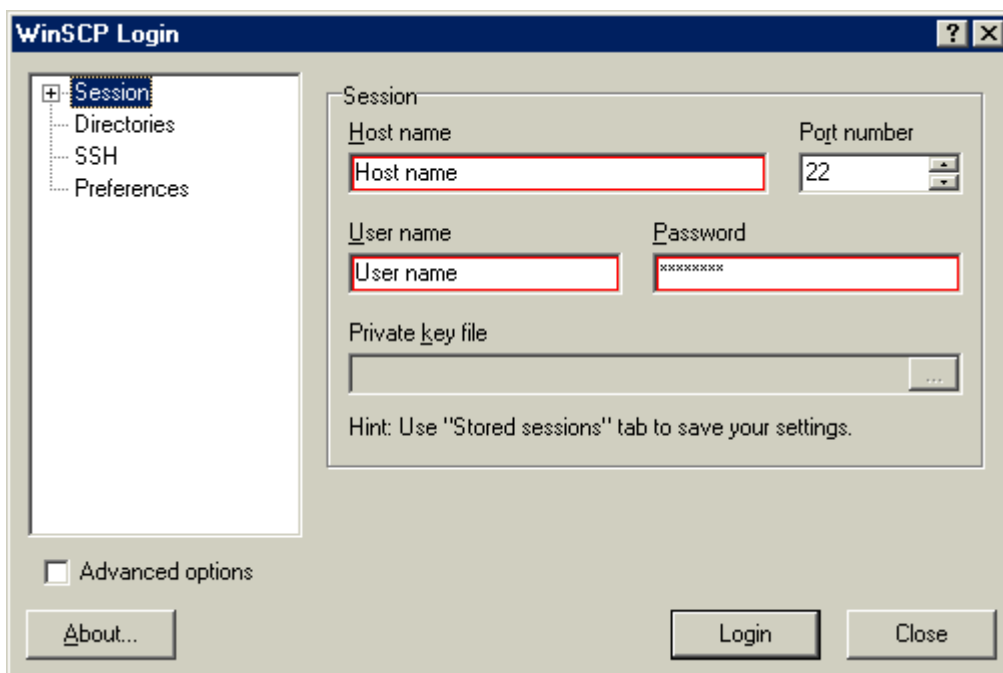 WinSCP Login
Session
Directories
SSH
Preferences
Session
Host name
Port number
Host name
22
User name
Password
User name
********
Private key file
...
Hint: Use "Stored sessions" tab to save your settings.
Advanced options
About...
Login
Close